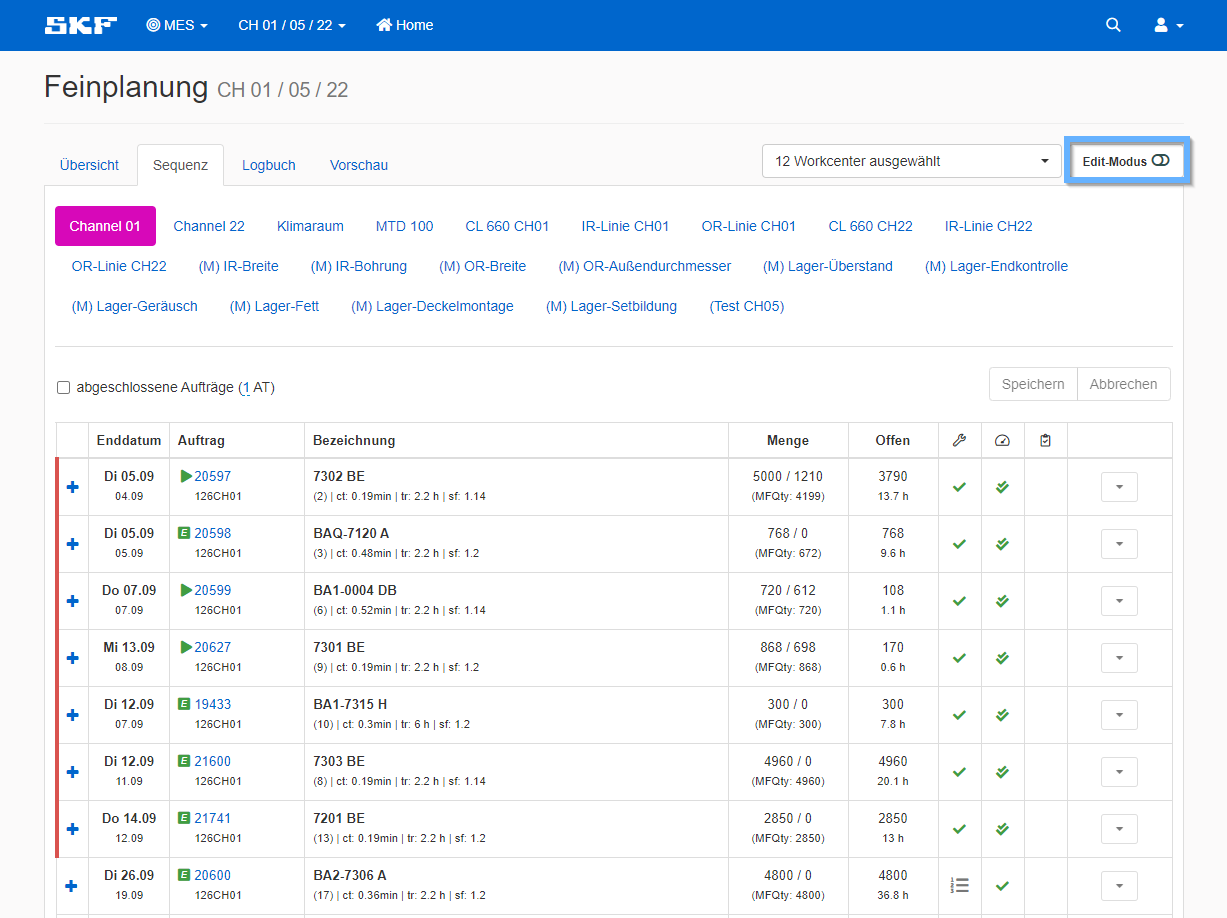 SKF MES CH 01 / 05 / 22 Home
Feinplanung CH 01 / 05 / 22
Übersicht Sequenz Logbuch Vorschau 12 Workcenter ausgewählt Edit-Modus
Channel 01 Channel 22 Klimaraum MTD 100 CL 660 CH01 IR-Linie CH01 OR-Linie CH01 CL 660 CH22 IR-Linie CH22
OR-Linie CH22 (M) IR-Breite (M) IR-Bohrung (M) OR-Breite (M) OR-Außendurchmesser (M) Lager-Überstand (M) Lager-Endkontrolle
(M) Lager-Geräusch (M) Lager-Fett (M) Lager-Deckelmontage (M) Lager-Setbildung (Test CH05)
abgeschlossene Aufträge (1 AT) Speichern Abbrechen
Enddatum Auftrag Bezeichnung Menge Offen
Di 05.09 20597 7302 BE 5000 / 1210 3790
04.09 126CH01 (2) | ct: 0.19min | tr: 2.2 h | sf: 1.14 (MFQty: 4199) 13.7 h
Di 05.09 E 20598 BAQ-7120 A 768 / 0 768
05.09 126CH01 (3) | ct: 0.48min | tr: 2.2 h | sf: 1.2 (MFQty: 672) 9.6 h
Do 07.09 20599 BA1-0004 DB 720 / 612 108
07.09 126CH01 (6) | ct: 0.52min | tr: 2.2 h | sf: 1.14 (MFQty: 720) 1.1 h
Mi 13.09 20627 7301 BE 868 / 698 170
08.09 126CH01 (9) | ct: 0.19min | tr: 2.2 h | sf: 1.2 (MFQty: 868) 0.6 h
Di 12.09 E 19433 BA1-7315 H 300 / 0 300
07.09 126CH01 (10) | ct: 0.3min | tr: 6 h | sf: 1.2 (MFQty: 300) 7.8 h
Di 12.09 E 21600 7303 BE 4960 / 0 4960
11.09 126CH01 (8) | ct: 0.19min | tr: 2.2 h | sf: 1.14 (MFQty: 4960) 20.1 h
Do 14.09 E 21741 7201 BE 2850 / 0 2850
12.09 126CH01 (13) | ct: 0.19min | tr: 2.2 h | sf: 1.2 (MFQty: 2850) 13 h
Di 26.09 E 20600 BA2-7306 A 4800 / 0 4800
19.09 126CH01 (17) | ct: 0.36min | tr: 2.2 h | sf: 1.2 (MFQty: 4800) 36.8 h